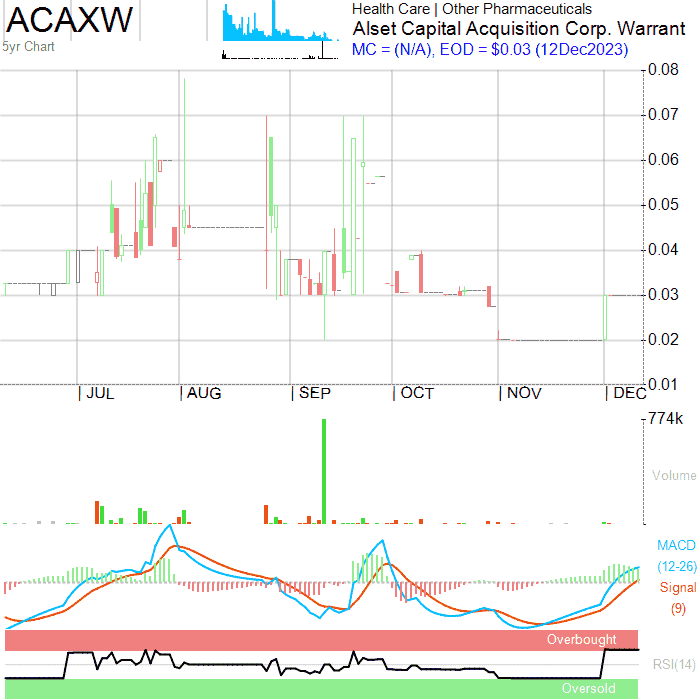 ACAXW
5yr Chart
Health Care | Other Pharmaceuticals
Alset Capital Acquisition Corp. Warrant
MC = (N/A), EOD = $0.03 (12Dec2023)
0.08
0.07
0.06
0.05
0.04
0.03
0.02
0.01
JUL AUG SEP OCT NOV DEC
774k
Volume
MACD
(12-26)
Signal
(9)
Overbought
RSI(14)
Oversold